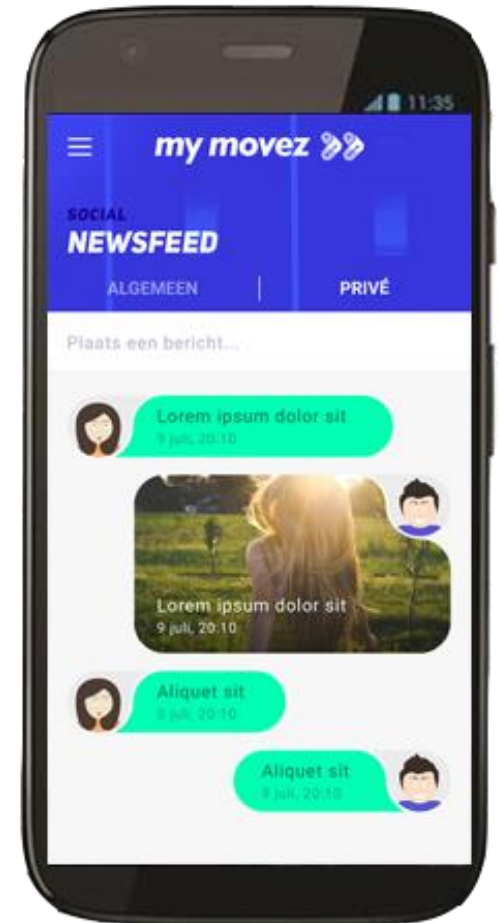 11:35
my movez
SOCIAL
NEWSFEED
ALGEMEEN
PRIVÉ
Plaats een bericht...
Lorem ipsum dolor sit
9 juli, 20:10
Lorem ipsum dolor sit
9 juli, 20:10
Aliquet sit
9 juli, 20:10
Aliquet sit
9 juli, 20:10